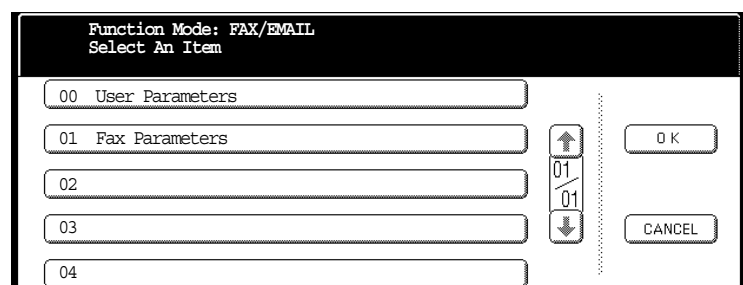 Function Mode: FAX/EMAIL
Select An Item
00 User Parameters
01 Fax Parameters
OK
02
01
01
03
CANCEL
04